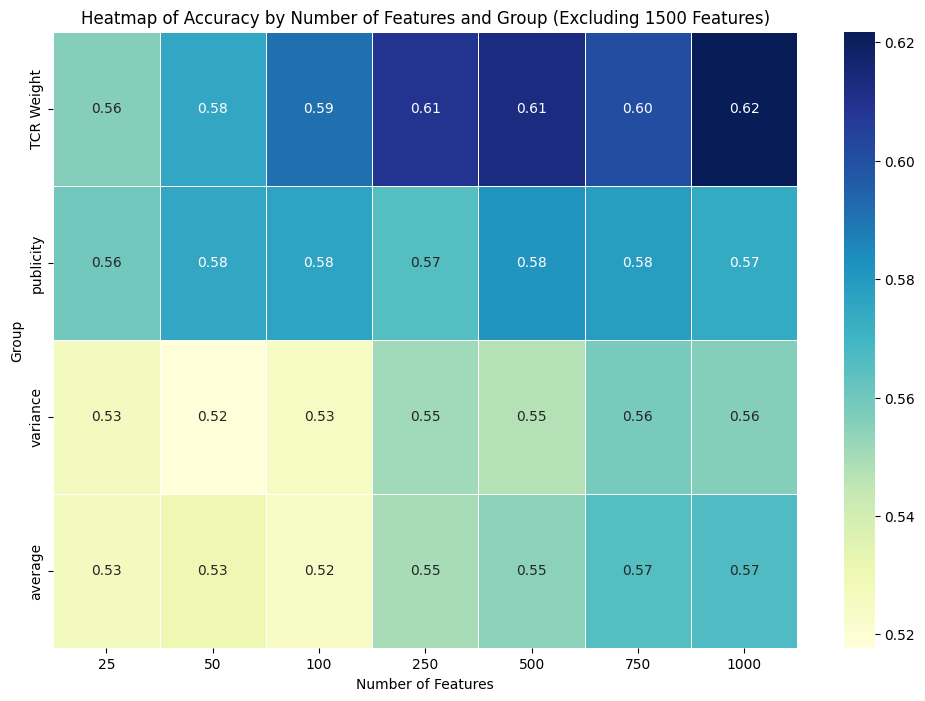 Heatmap of Accuracy by Number of Features and Group (Excluding 1500 Features)
Group
TCR Weight
0.56 0.58 0.59 0.61 0.61 0.60 0.62
publicity
0.56 0.58 0.58 0.57 0.58 0.58 0.57
variance
0.53 0.52 0.53 0.55 0.55 0.56 0.56
average
0.53 0.53 0.52 0.55 0.55 0.57 0.57
25 50 100 250 500 750 1000
Number of Features
0.62
0.60
0.58
0.56
0.54
0.52